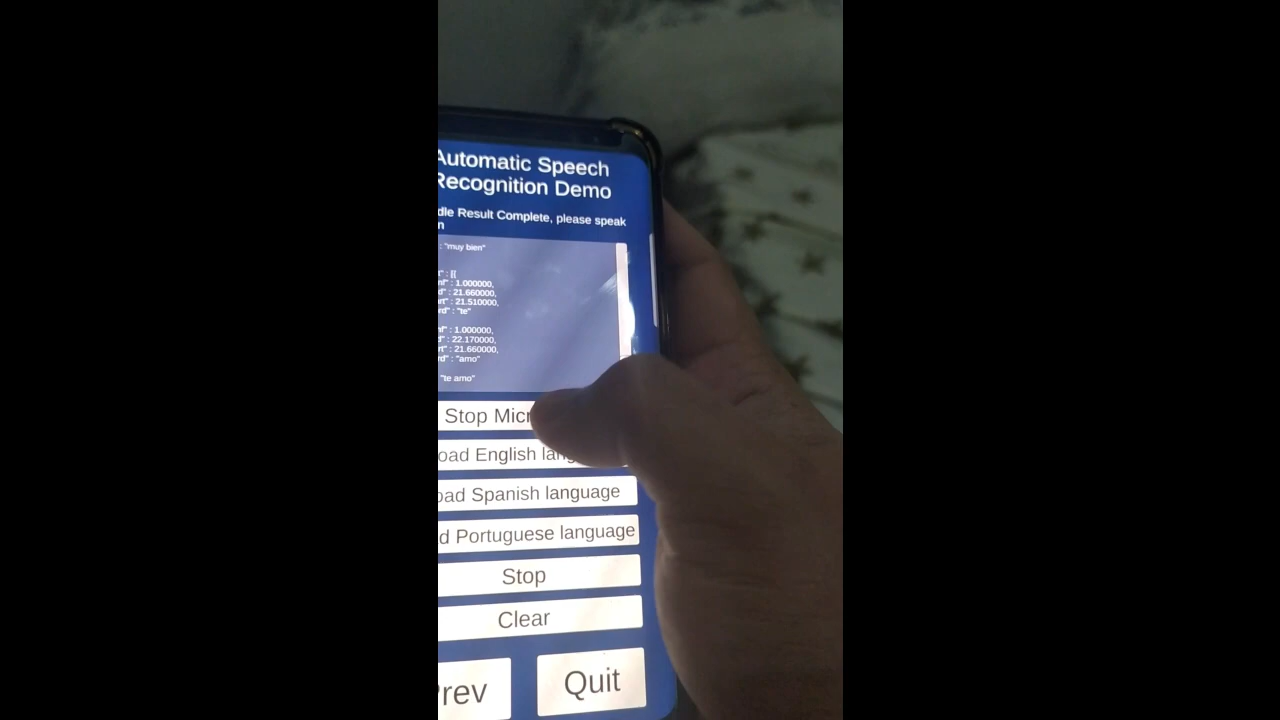 Automatic Speech
Recognition Demo
dle Result Complete, please speak
n
: "muy bien"
t" : [{
nf" : 1.000000,
d" : 21.660000,
rt" : 21.510000,
rd" : "te"
nf" : 1.000000,
d" : 22.170000,
rt" : 21.660000,
rd" : "amo"
"te amo"
Stop Micr
oad English lang
oad Spanish language
d Portuguese language
Stop
Clear
Prev
Quit